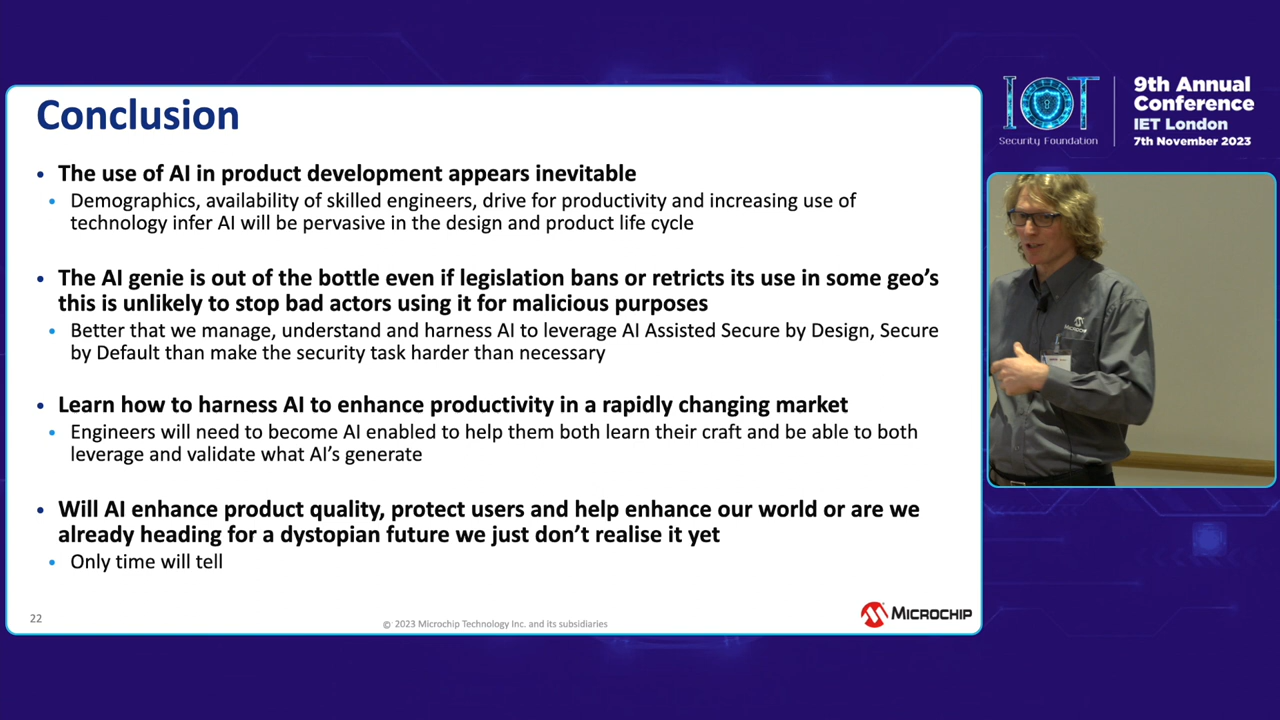 Conclusion
• The use of AI in product development appears inevitable
• Demographics, availability of skilled engineers, drive for productivity and increasing use of
technology infer AI will be pervasive in the design and product life cycle
• The AI genie is out of the bottle even if legislation bans or retricts its use in some geo’s
this is unlikely to stop bad actors using it for malicious purposes
• Better that we manage, understand and harness AI to leverage AI Assisted Secure by Design, Secure
by Default than make the security task harder than necessary
• Learn how to harness AI to enhance productivity in a rapidly changing market
• Engineers will need to become AI enabled to help them both learn their craft and be able to both
leverage and validate what AI’s generate
• Will AI enhance product quality, protect users and help enhance our world or are we
already heading for a dystopian future we just don’t realise it yet
• Only time will tell
22
© 2023 Microchip Technology Inc. and its subsidiaries
MICROCHIP
IOT
Security Foundation
9th Annual
Conference
IET London
7th November 2023
MICROCHIP